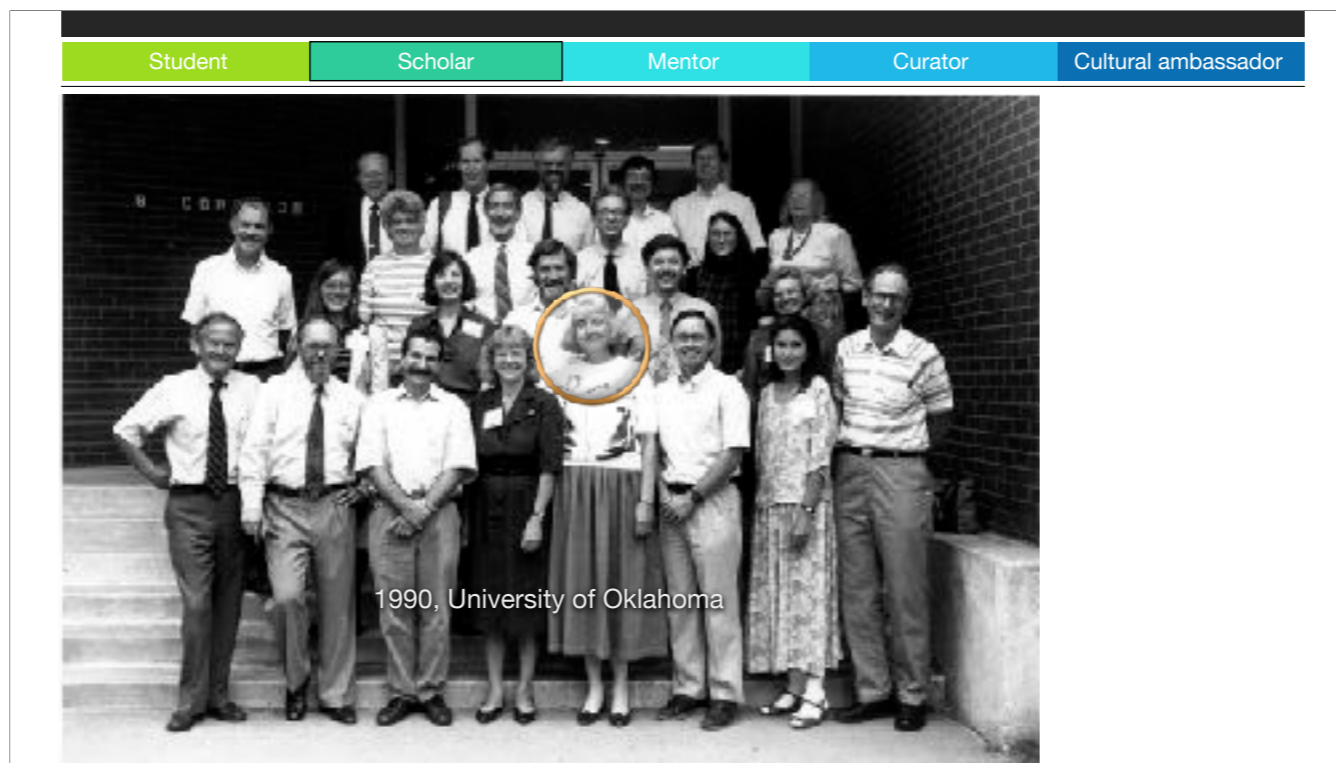 Student
Scholar
Mentor
Curator
Cultural ambassador
1990, University of Oklahoma